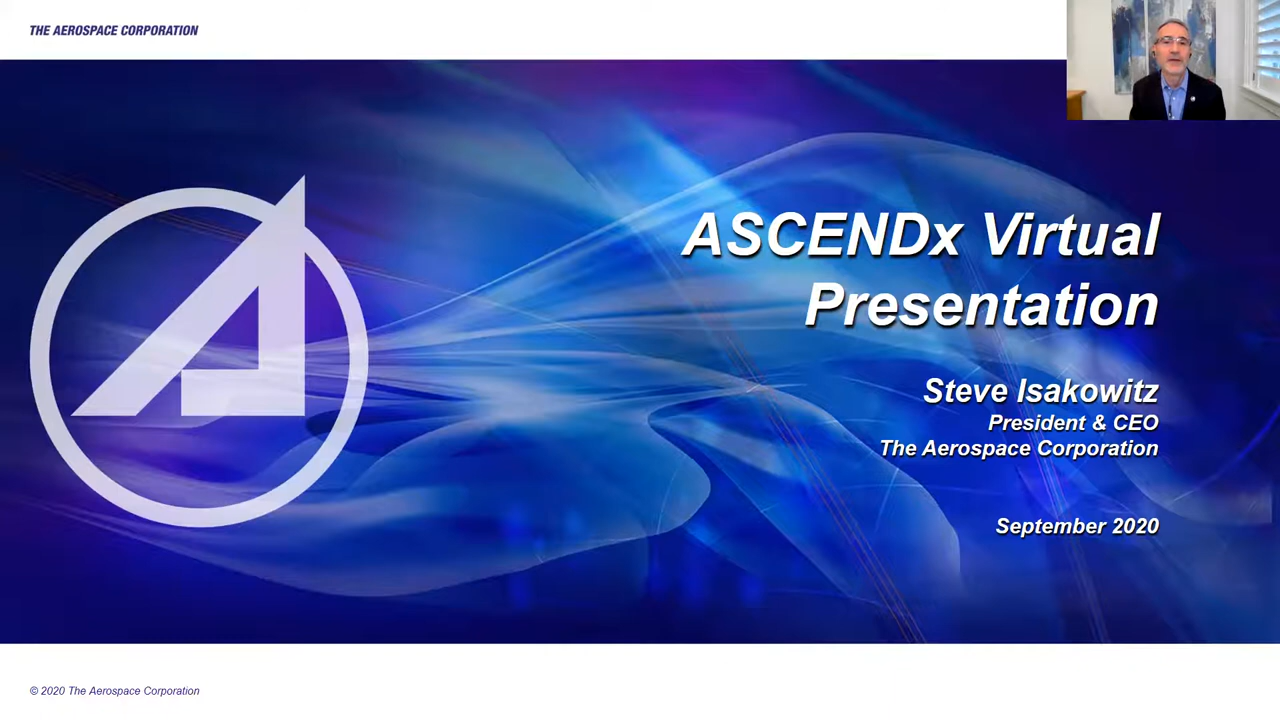 THE AEROSPACE CORPORATION
ASCENDx Virtual
Presentation
Steve Isakowitz
President & CEO
The Aerospace Corporation
September 2020
© 2020 The Aerospace Corporation